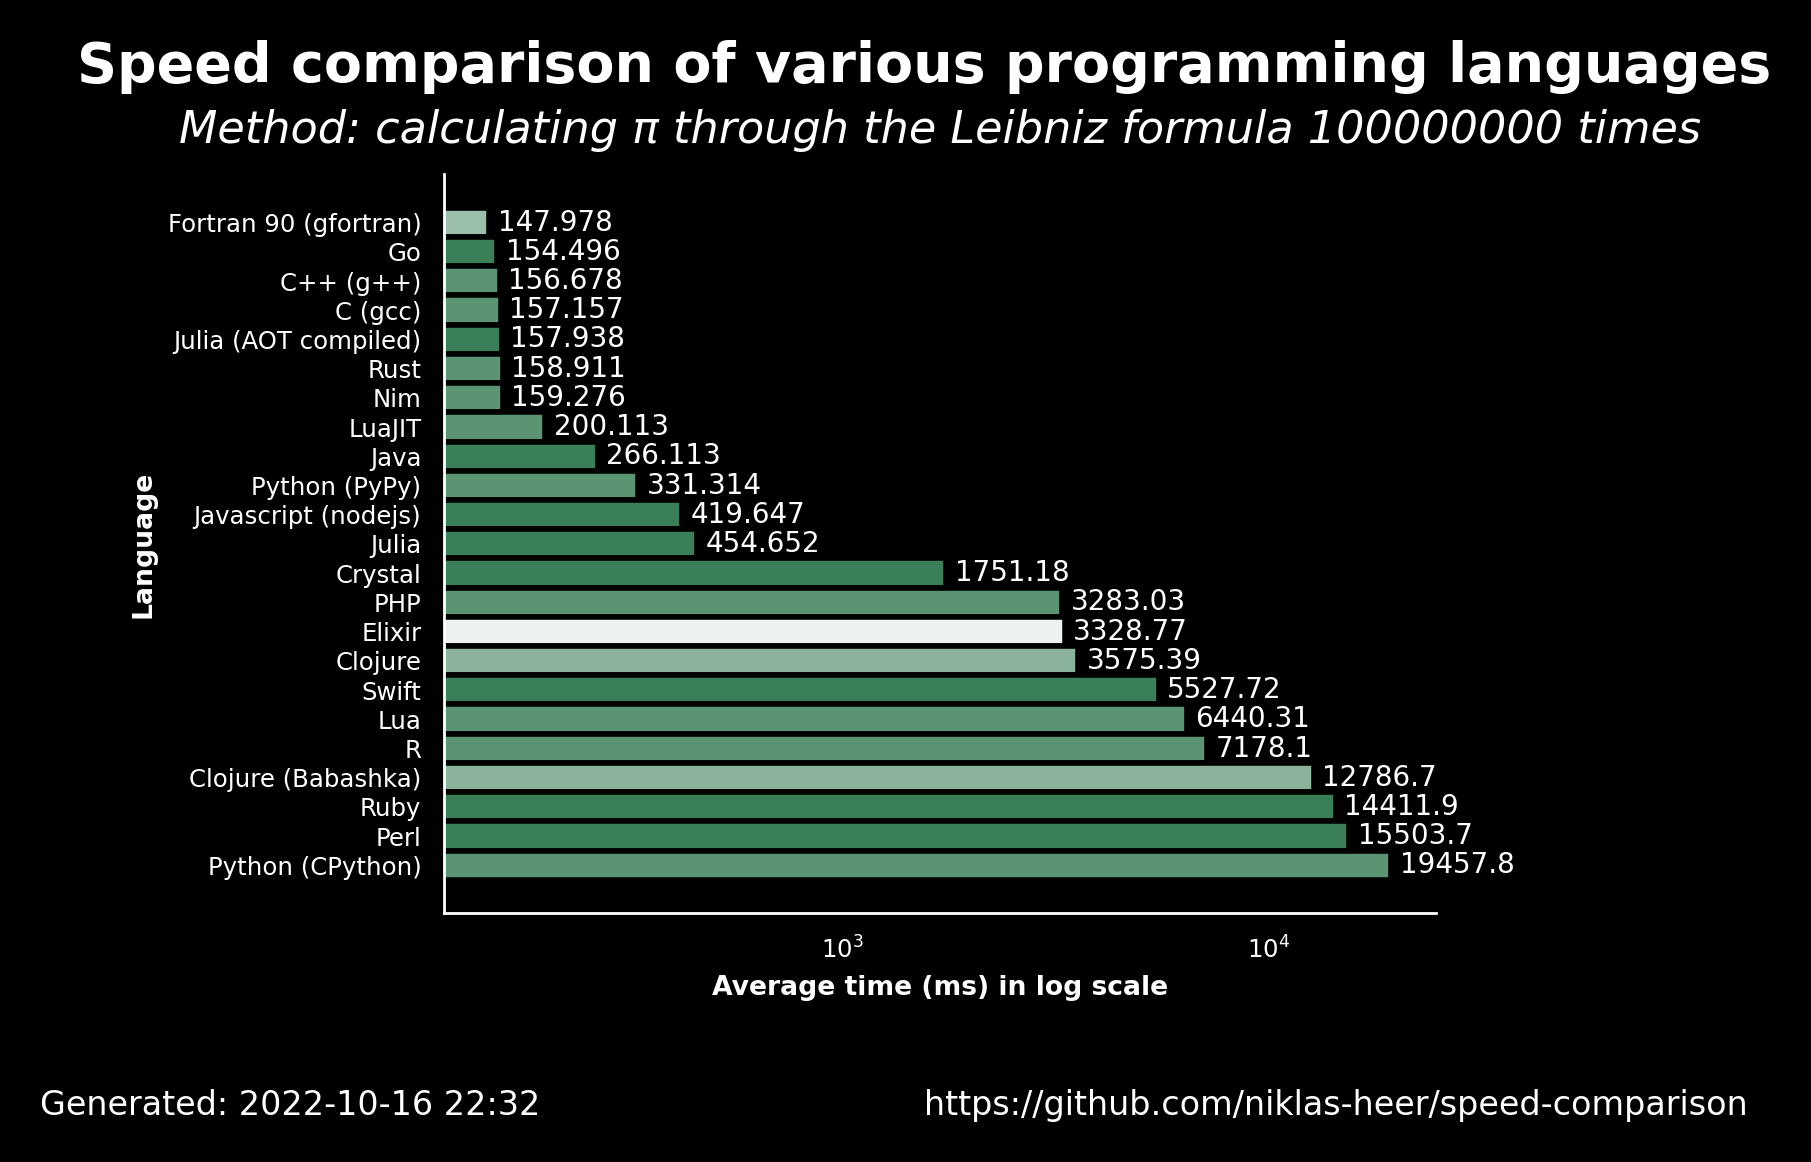 Speed comparison of various programming languages
Method: calculating π through the Leibniz formula 100000000 times
Language
Fortran 90 (gfortran) 147.978
Go 154.496
C++ (g++) 156.678
C (gcc) 157.157
Julia (AOT compiled) 157.938
Rust 158.911
Nim 159.276
LuaJIT 200.113
Java 266.113
Python (PyPy) 331.314
Javascript (nodejs) 419.647
Julia 454.652
Crystal 1751.18
PHP 3283.03
Elixir 3328.77
Clojure 3575.39
Swift 5527.72
Lua 6440.31
R 7178.1
Clojure (Babashka) 12786.7
Ruby 14411.9
Perl 15503.7
Python (CPython) 19457.8
10³ 10⁴
Average time (ms) in log scale
Generated: 2022-10-16 22:32 https://github.com/niklas-heer/speed-comparison